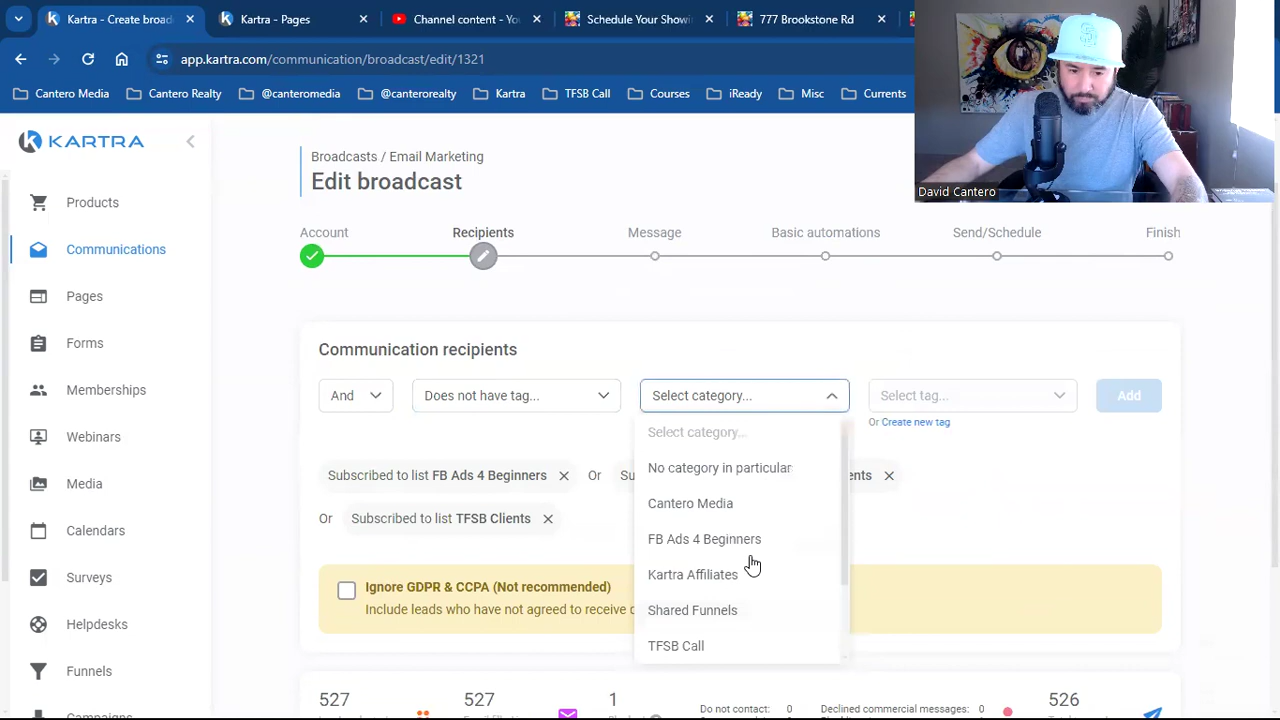 Kartra - Create broad
Kartra - Pages
Channel content - Yo
Schedule Your Showi
777 Brookstone Rd
app.kartra.com/communication/broadcast/edit/1321
Cantero Media
Cantero Realty
@canteromedia
@canterorealty
Kartra
TFSB Call
Courses
iReady
Misc
Currents
David Cantero
KARTRA
Products
Communications
Pages
Forms
Memberships
Webinars
Media
Calendars
Surveys
Helpdesks
Funnels
Campaigns
Broadcasts / Email Marketing
Edit broadcast
Account
Recipients
Message
Basic automations
Send/Schedule
Finish
Communication recipients
And
Does not have tag...
Select category...
Select tag...
Add
Or Create new tag
Select category...
No category in particular
Cantero Media
FB Ads 4 Beginners
Kartra Affiliates
Shared Funnels
TFSB Call
Subscribed to list FB Ads 4 Beginners
Or
Su
ents
Or
Subscribed to list TFSB Clients
Ignore GDPR & CCPA (Not recommended)
Include leads who have not agreed to receive
527
527
1
Do not contact: 0
Declined commercial messages: 0
526